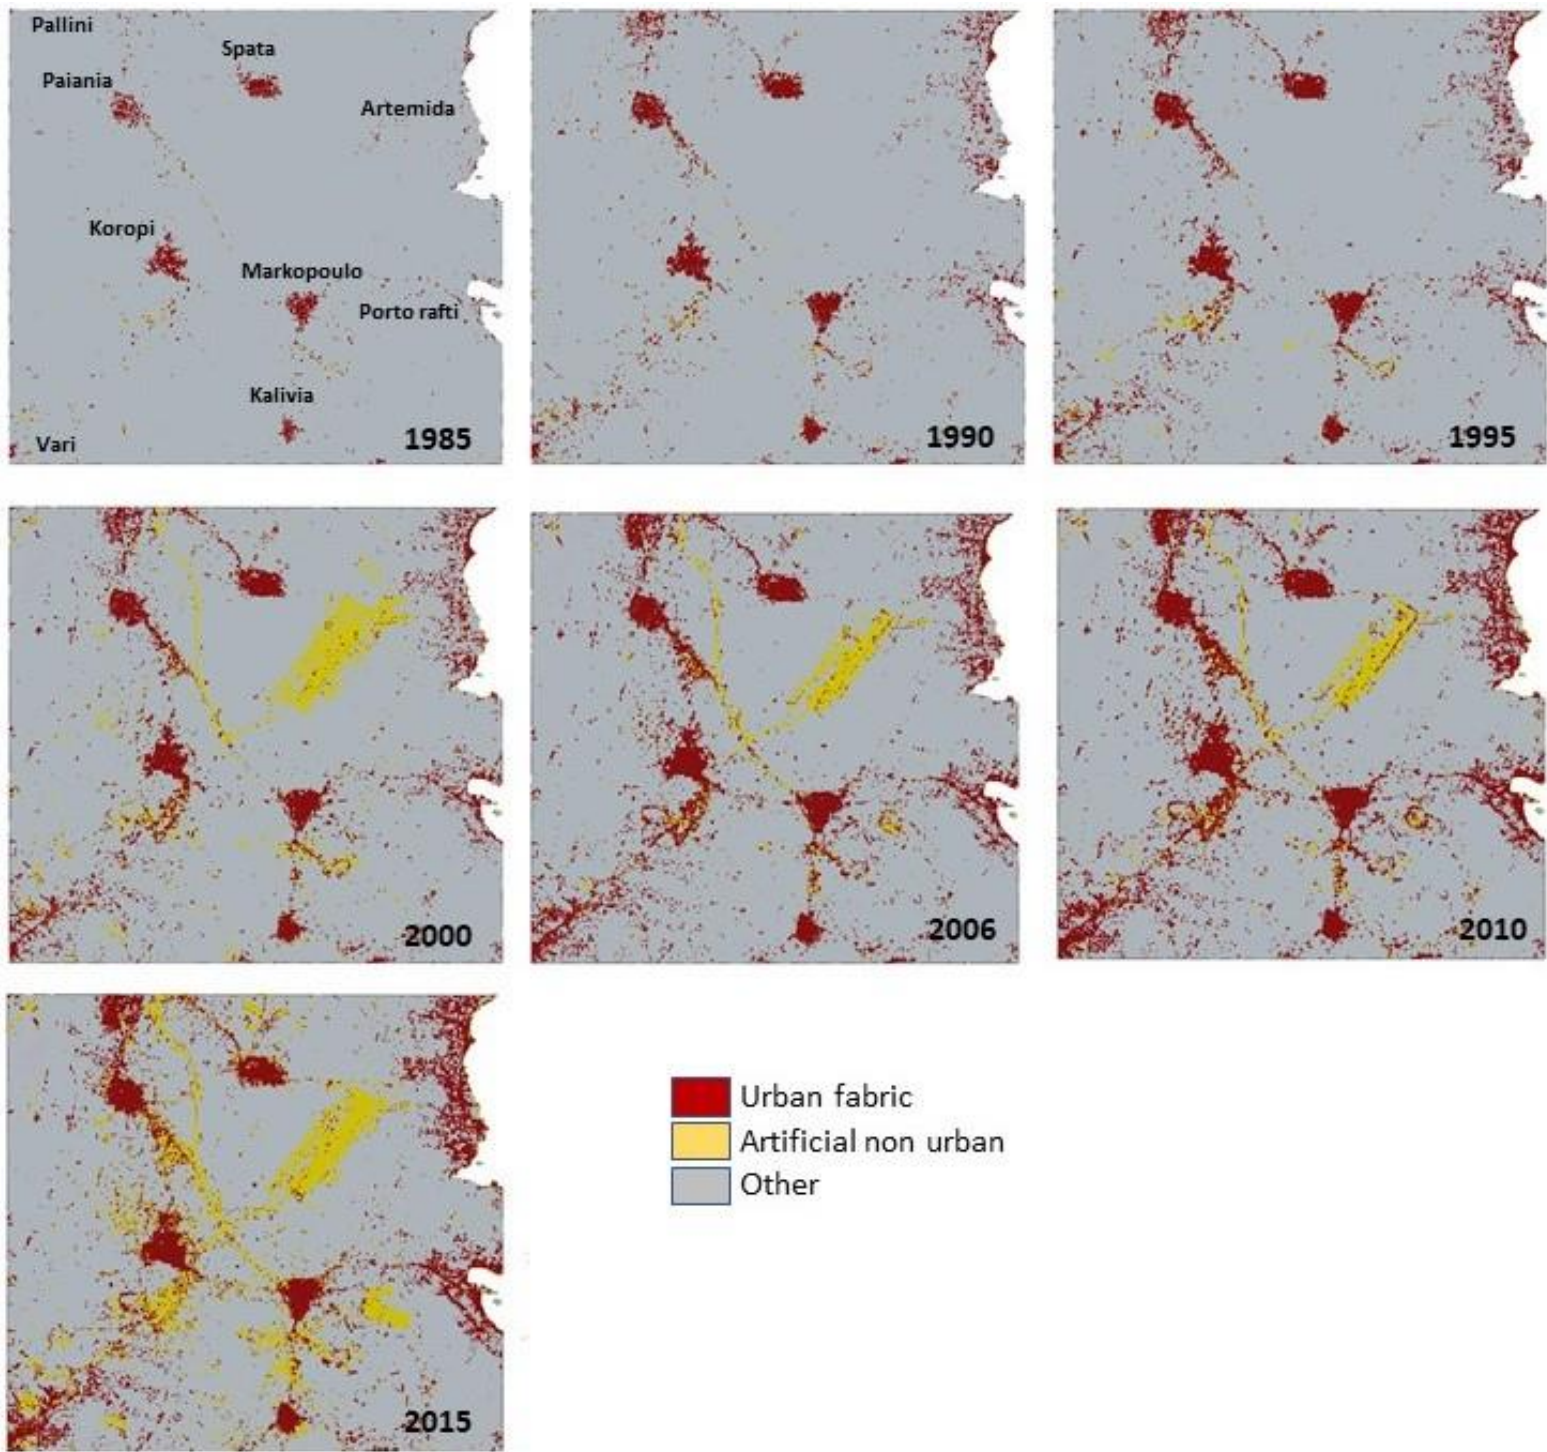 Pallini
Spata
Paiania
Artemida
Koropi
Markopoulo
Porto rafti
Kalivia
Vari
1985
1990
1995
2000
2006
2010
2015
Urban fabric
Artificial non urban
Other